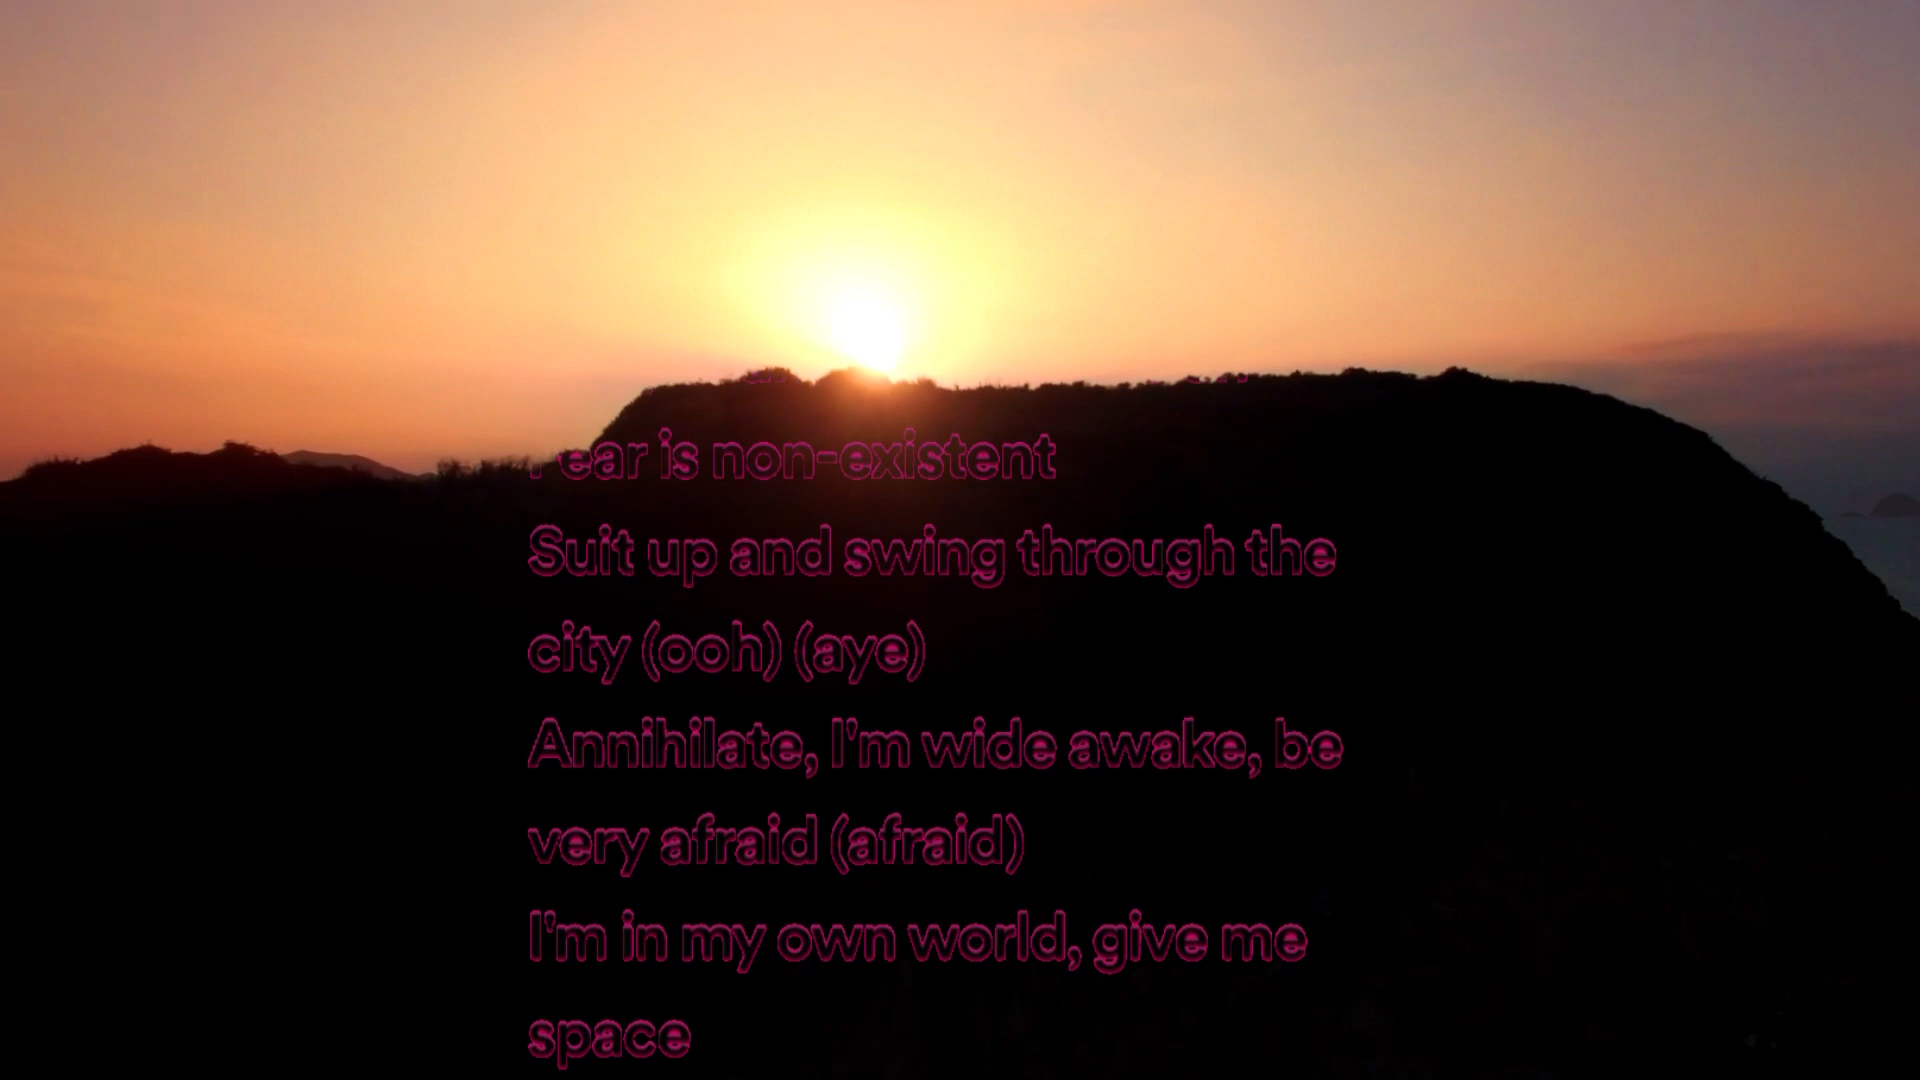 ear is non-existent
Suit up and swing through the
city (ooh) (aye)
Annihilate, I'm wide awake, be
very afraid (afraid)
I'm in my own world, give me
space